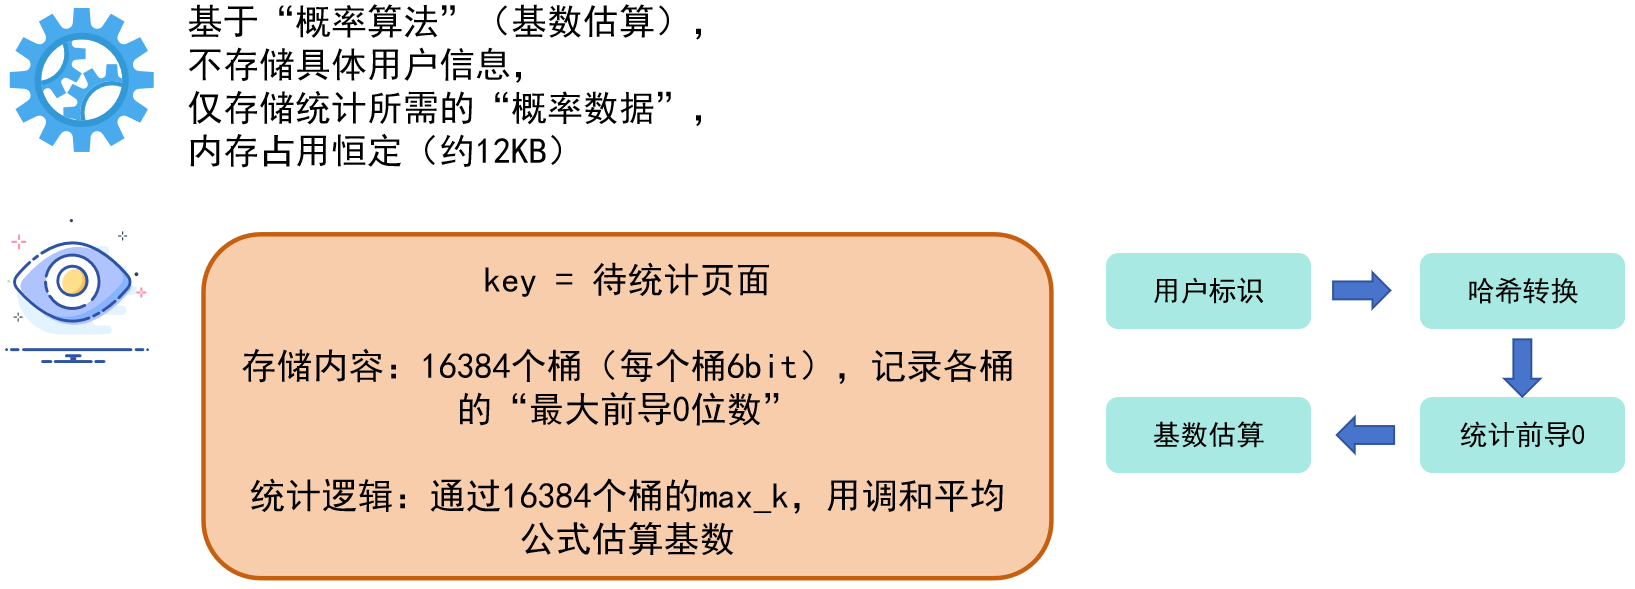 基于“概率算法”（基数估算），
不存储具体用户信息，
仅存储统计所需的“概率数据”，
内存占用恒定（约12KB）
key = 待统计页面
存储内容：16384个桶（每个桶6bit），记录各桶
的“最大前导0位数”
统计逻辑：通过16384个桶的max_k，用调和平均
公式估算基数
用户标识
哈希转换
统计前导0
基数估算